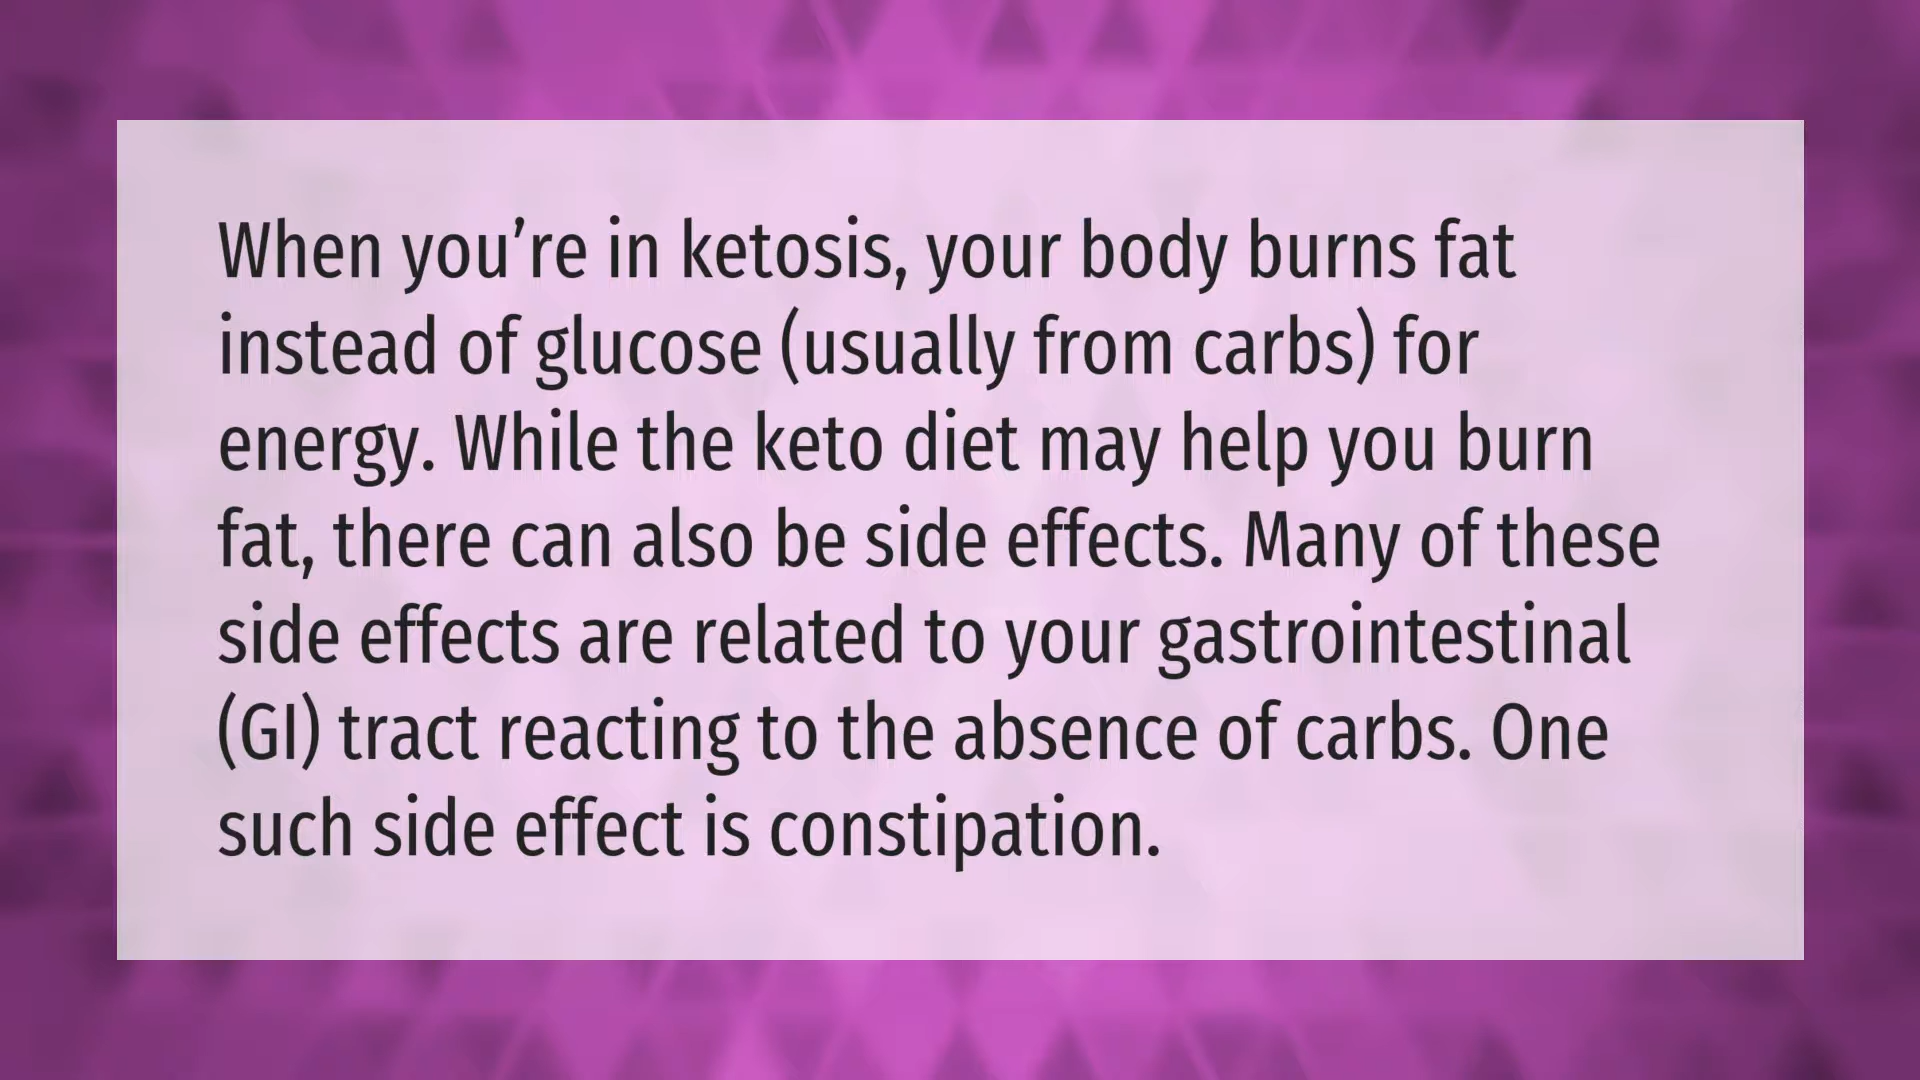 When you’re in ketosis, your body burns fat
instead of glucose (usually from carbs) for
energy. While the keto diet may help you burn
fat, there can also be side effects. Many of these
side effects are related to your gastrointestinal
(GI) tract reacting to the absence of carbs. One
such side effect is constipation.